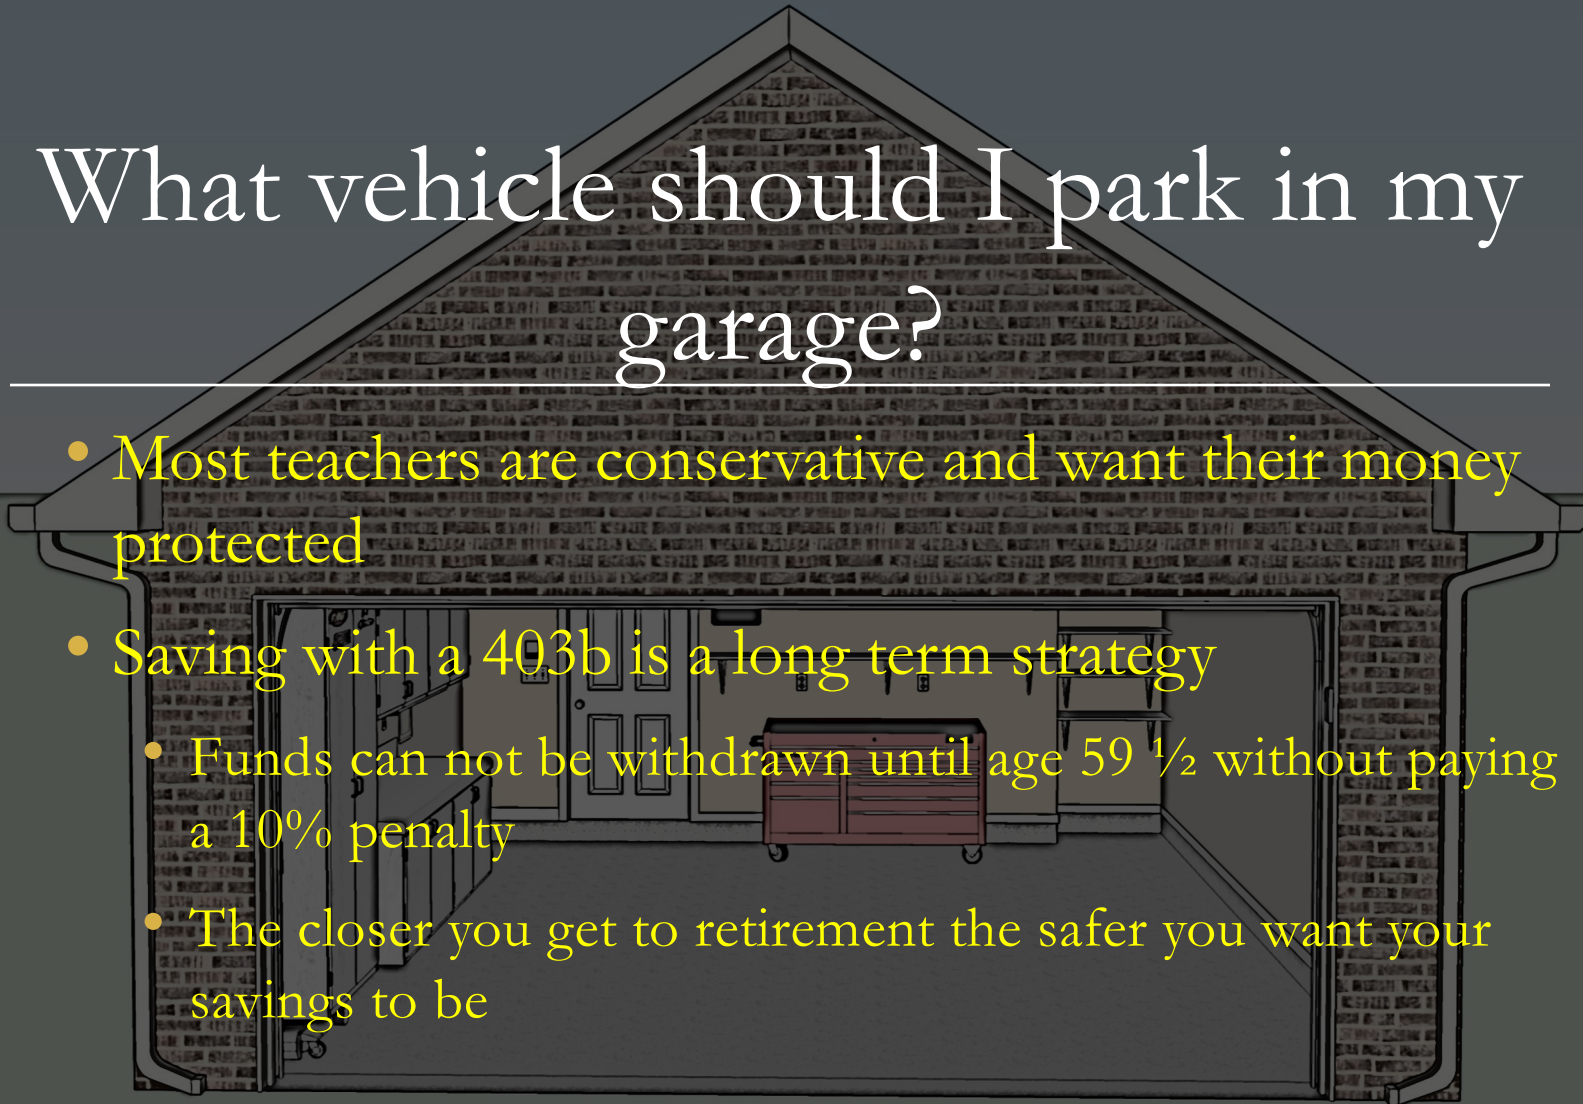 What vehicle should I park in my
garage?
• Most teachers are conservative and want their money
protected
• Saving with a 403b is a long term strategy
• Funds can not be withdrawn until age 59 ½ without paying
a 10% penalty
• The closer you get to retirement the safer you want your
savings to be